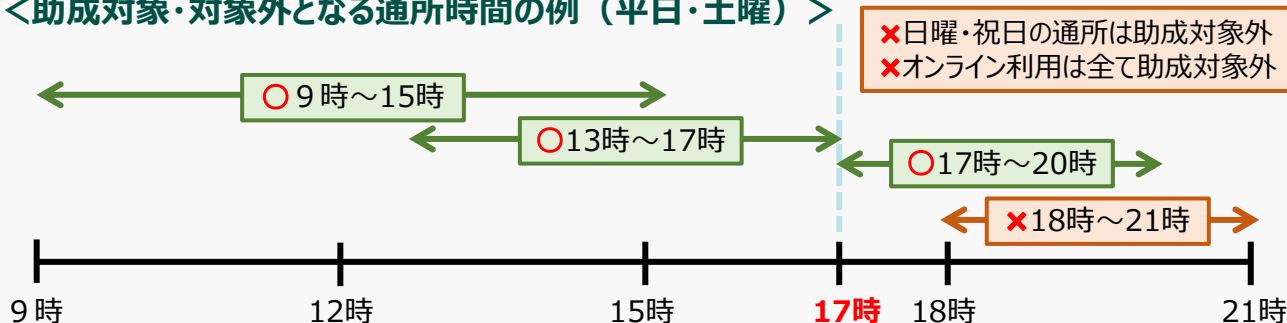 <助成対象･対象外となる通所時間の例（平日･土曜）>
×日曜・祝日の通所は助成対象外
×オンライン利用は全て助成対象外
○９時～15時
○13時～17時
○17時～20時
×18時～21時
９時 12時 15時 17時 18時 21時